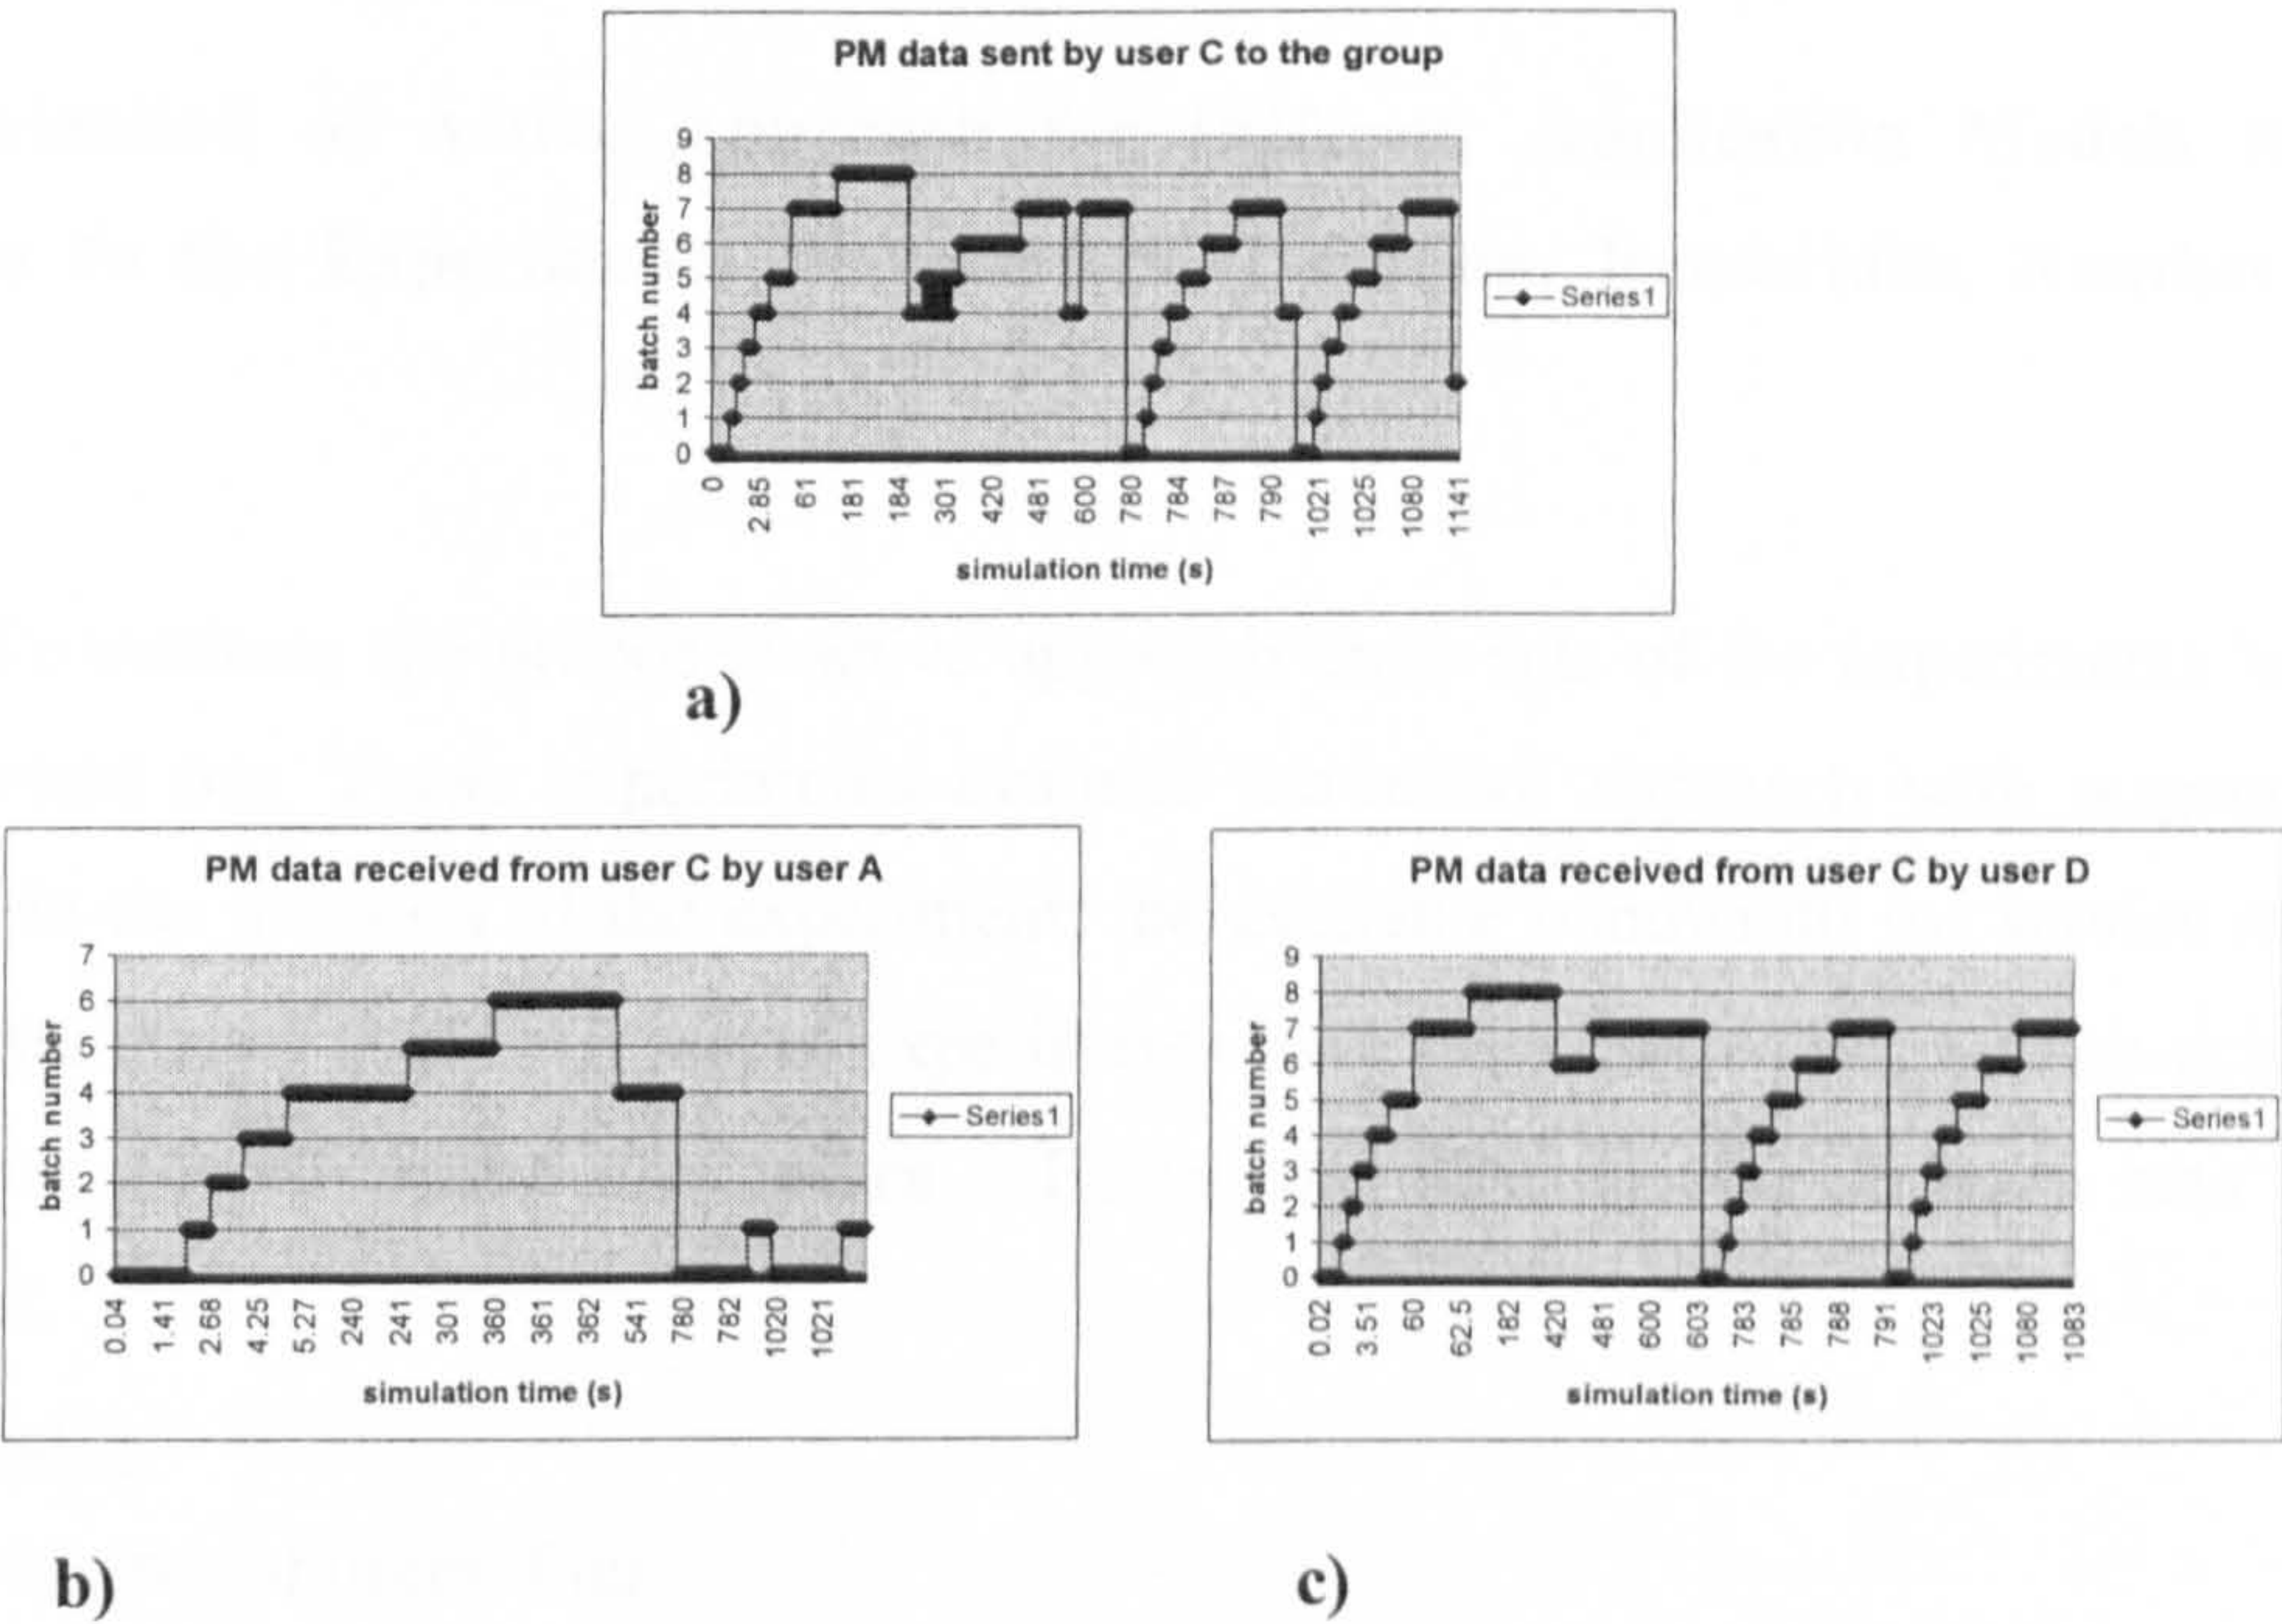 PM data sent by user C to the group
batch number
9
8
7
6
5
4
3
2
1
0
0 2.85 61 181 184 301 420 481 600 780 784 787 790 1021 1025 1080 1141
simulation time (s)
Series1
a)
PM data received from user C by user A
batch number
7
6
5
4
3
2
1
0
0.04 1.41 2.68 4.25 5.27 240 241 301 360 361 362 541 780 782 1020 1021
simulation time (s)
Series1
b)
PM data received from user C by user D
batch number
9
8
7
6
5
4
3
2
1
0
0.02 3.51 60 62.5 182 420 481 600 603 783 785 788 791 1023 1025 1080 1083
simulation time (s)
Series1
c)